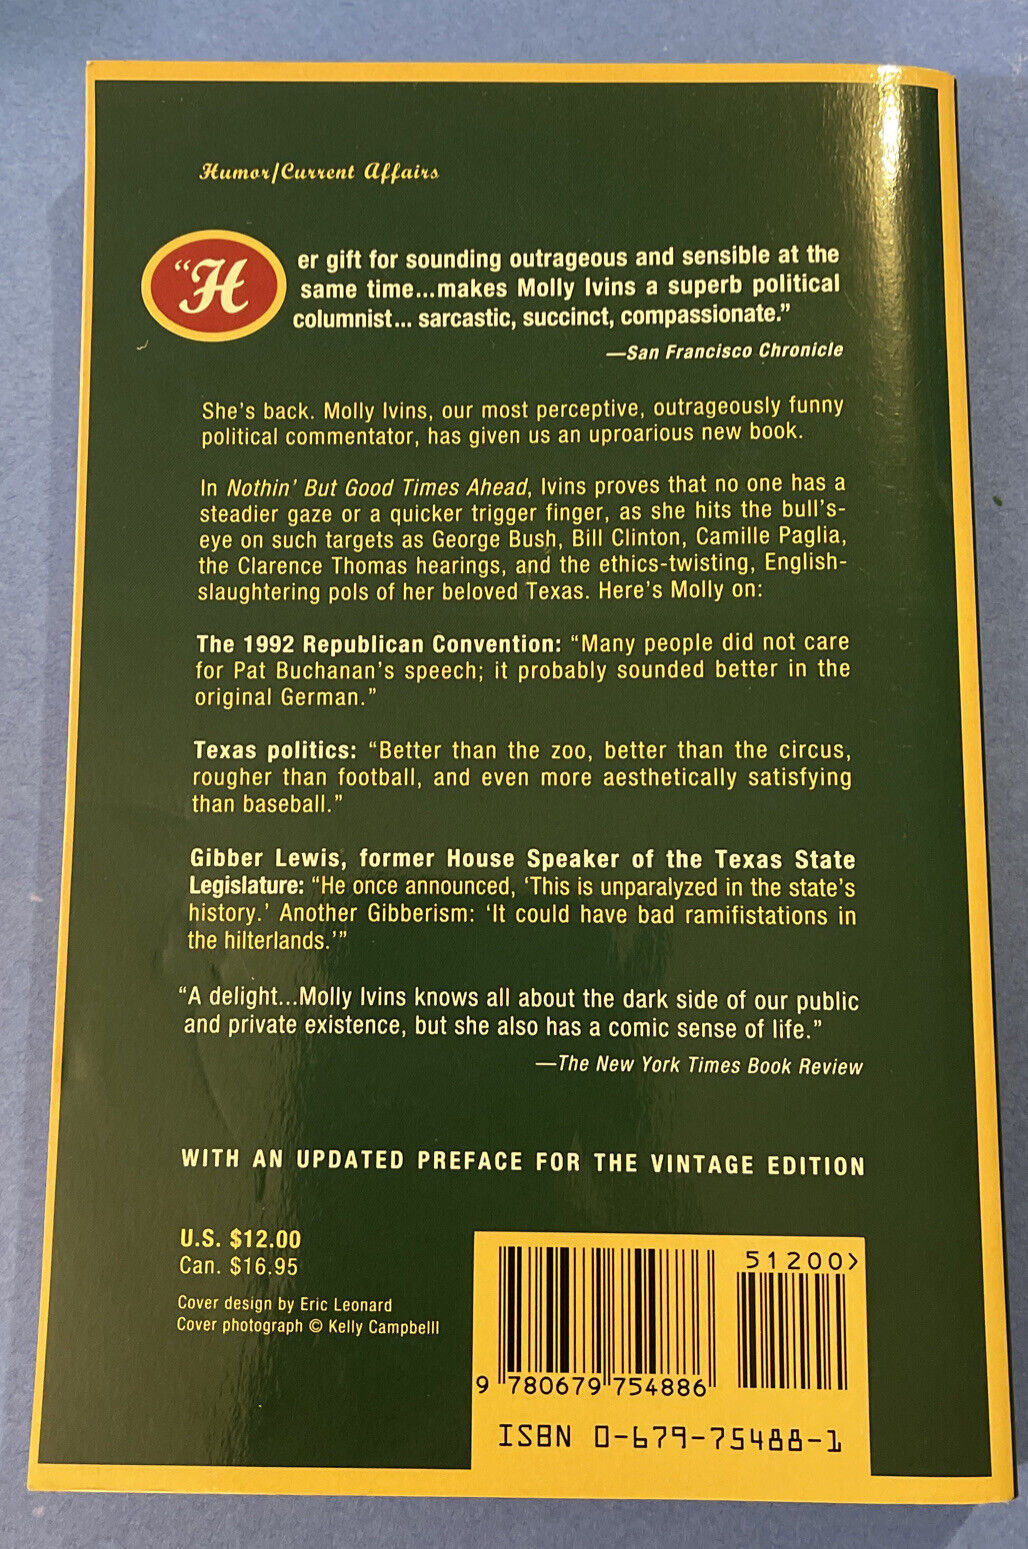 Humor/Current Affairs
"Her gift for sounding outrageous and sensible at the
same time...makes Molly Ivins a superb political
columnist... sarcastic, succinct, compassionate."
—San Francisco Chronicle
She's back. Molly Ivins, our most perceptive, outrageously funny
political commentator, has given us an uproarious new book.
In Nothin' But Good Times Ahead, Ivins proves that no one has a
steadier gaze or a quicker trigger finger, as she hits the bull's-
eye on such targets as George Bush, Bill Clinton, Camille Paglia,
the Clarence Thomas hearings, and the ethics-twisting, English-
slaughtering pols of her beloved Texas. Here's Molly on:
The 1992 Republican Convention: "Many people did not care
for Pat Buchanan's speech; it probably sounded better in the
original German."
Texas politics: "Better than the zoo, better than the circus,
rougher than football, and even more aesthetically satisfying
than baseball."
Gibber Lewis, former House Speaker of the Texas State
Legislature: "He once announced, 'This is unparalyzed in the state's
history.' Another Gibberism: 'It could have bad ramifistations in
the hilterlands.'"
"A delight...Molly Ivins knows all about the dark side of our public
and private existence, but she also has a comic sense of life."
—The New York Times Book Review
WITH AN UPDATED PREFACE FOR THE VINTAGE EDITION
U.S. $12.00
Can. $16.95
Cover design by Eric Leonard
Cover photograph © Kelly Campbelll
51200>
9 780679 754886
ISBN 0-679-75488-1